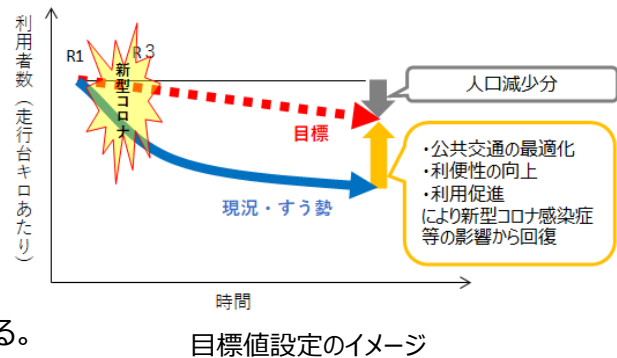 利用者数（走行台キロあたり）
R1
R3
新型コロナ
人口減少分
目標
・公共交通の最適化
・利便性の向上
・利用促進
により新型コロナ感染症
等の影響から回復
現況・すう勢
時間
る。
目標値設定のイメージ